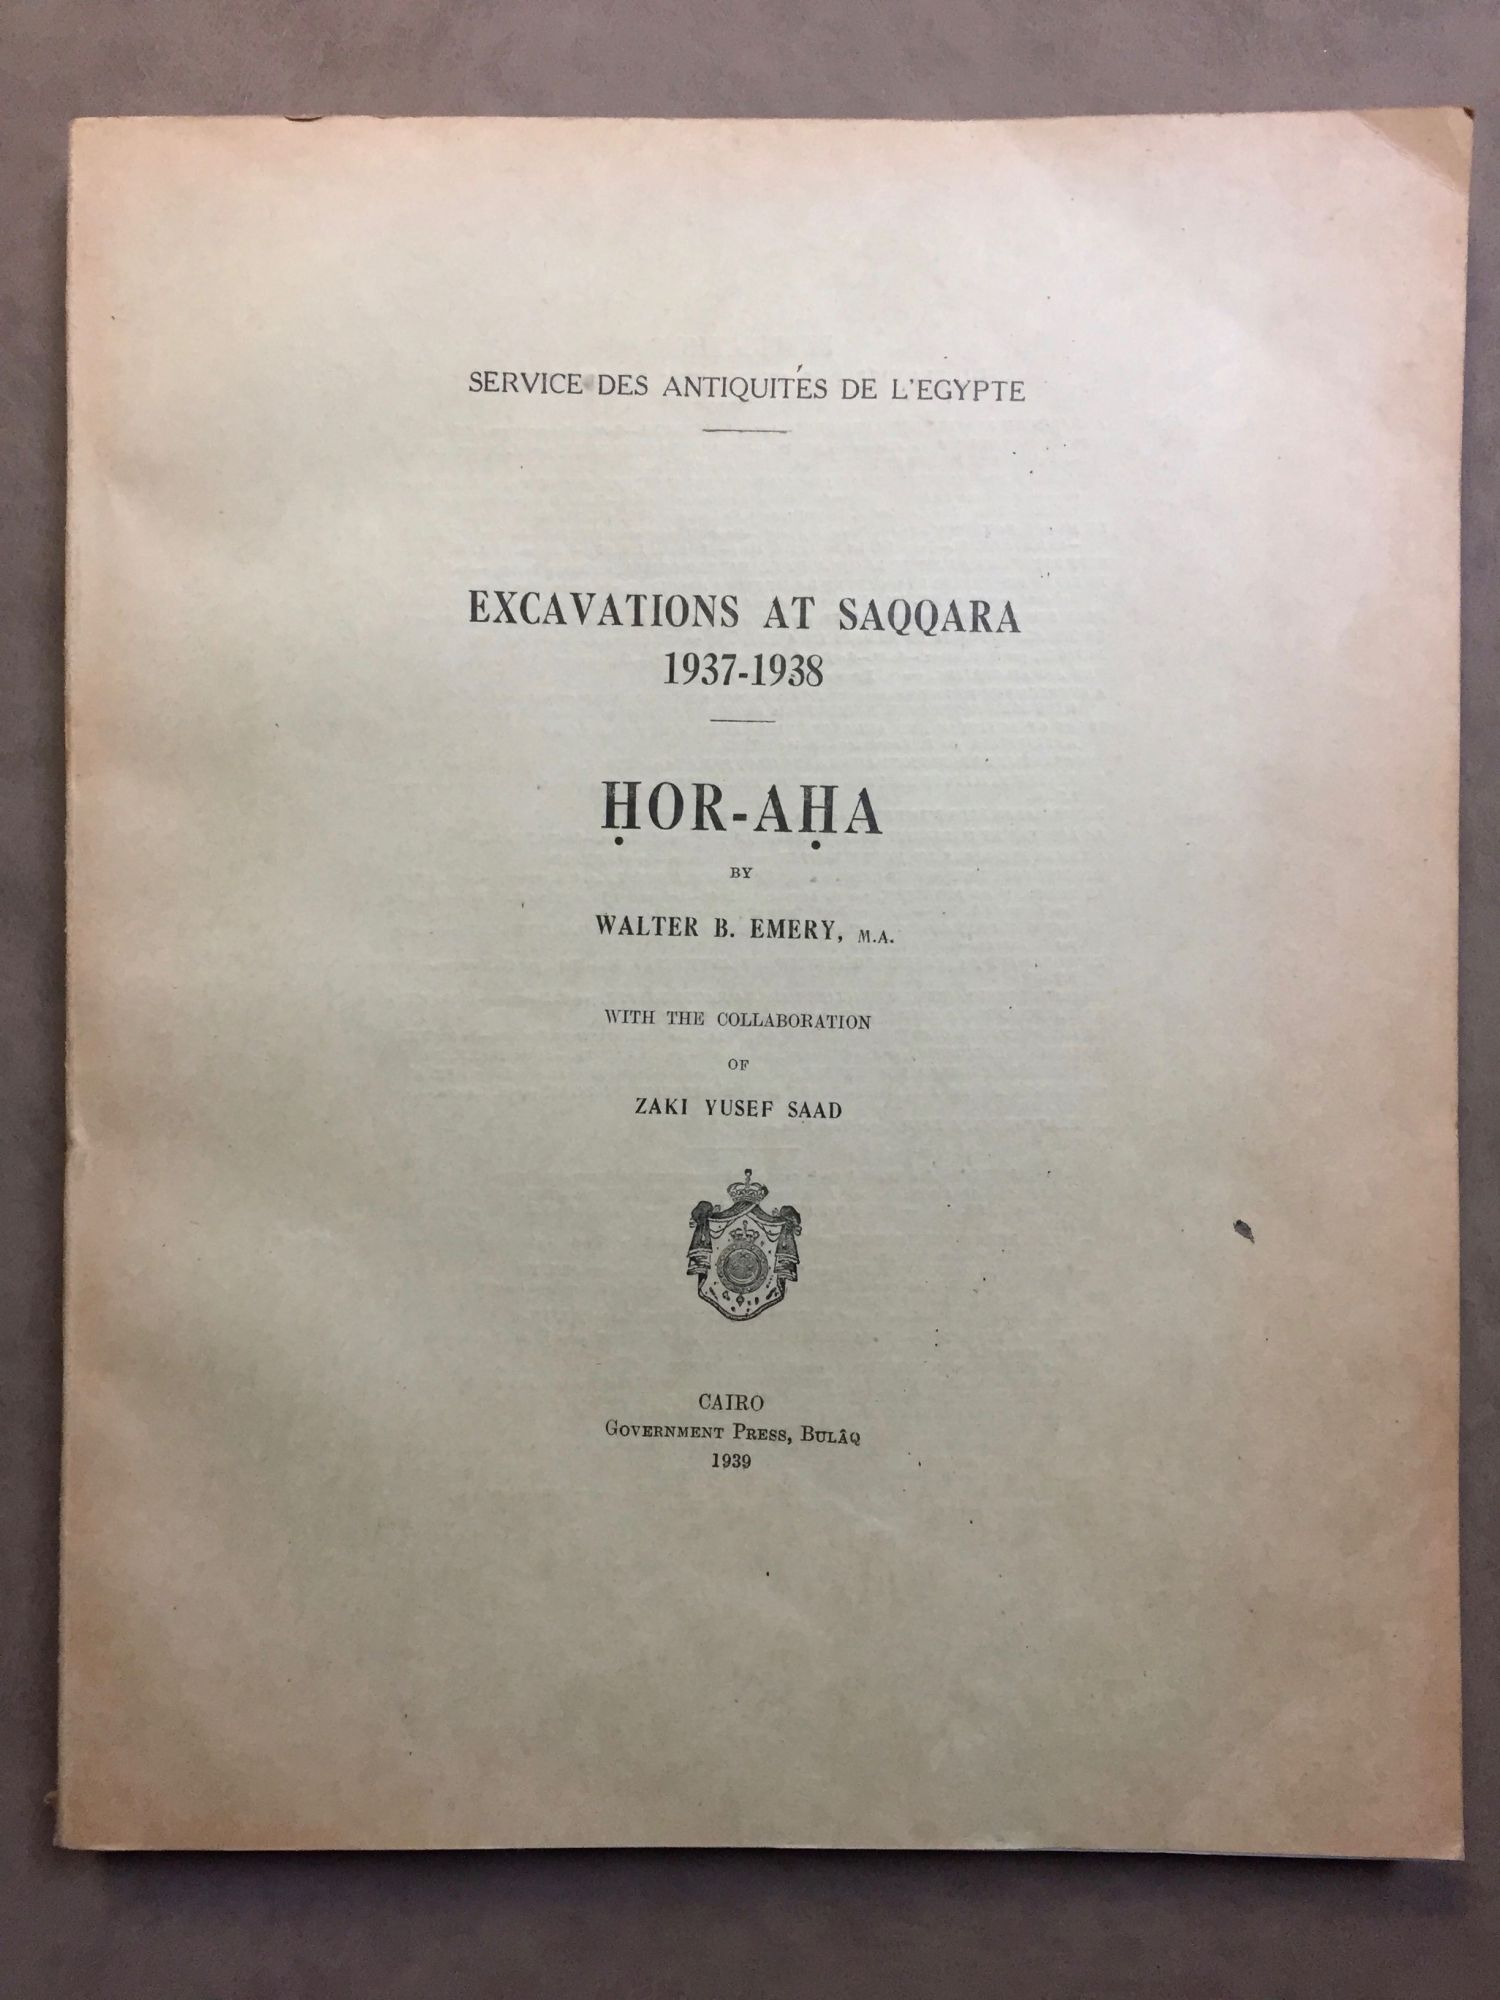 SERVICE DES ANTIQUITÉS DE L'EGYPTE
EXCAVATIONS AT SAQQARA
1937-1938
ḤOR-AḤA
BY
WALTER B. EMERY, M.A.
WITH THE COLLABORATION
OF
ZAKI YUSEF SAAD
CAIRO
GOVERNMENT PRESS, BULÂQ
1939